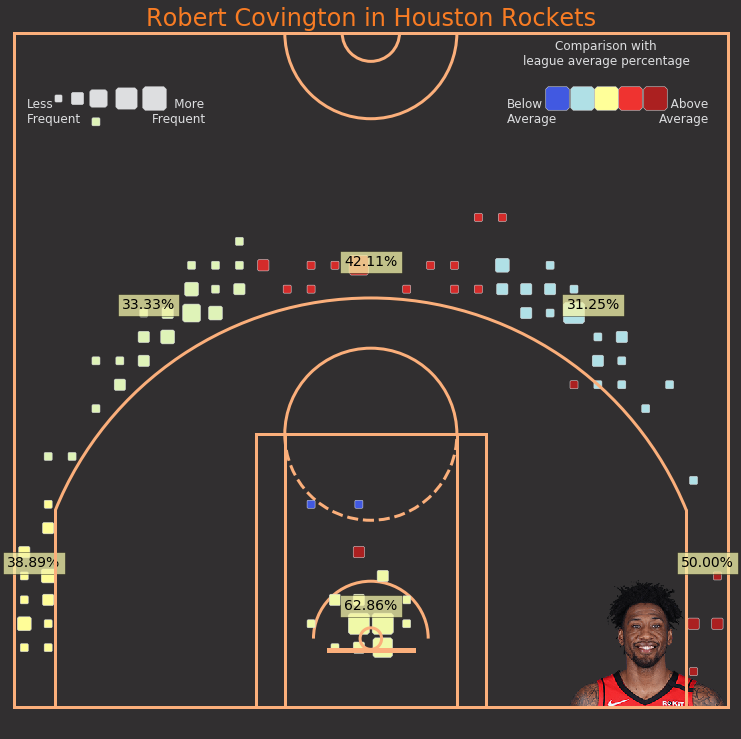 Robert Covington in Houston Rockets
Comparison with
league average percentage
Less More
Frequent Frequent
Below Above
Average Average
42.11%
33.33% 31.25%
38.89% 50.00%
62.86%